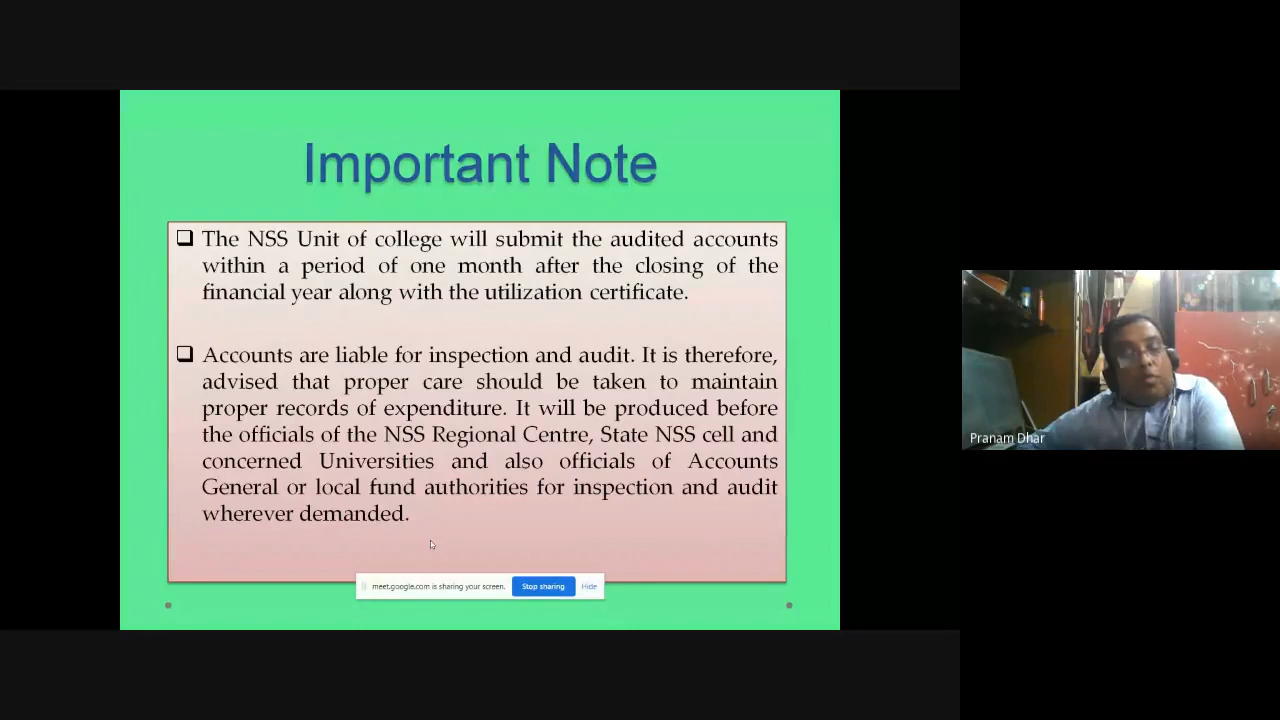 Important Note
The NSS Unit of college will submit the audited accounts
within a period of one month after the closing of the
financial year along with the utilization certificate.
Accounts are liable for inspection and audit. It is therefore,
advised that proper care should be taken to maintain
proper records of expenditure. It will be produced before
the officials of the NSS Regional Centre, State NSS cell and
concerned Universities and also officials of Accounts
General or local fund authorities for inspection and audit
wherever demanded.
meet.google.com is sharing your screen. Stop sharing Hide
Pranam Dhar